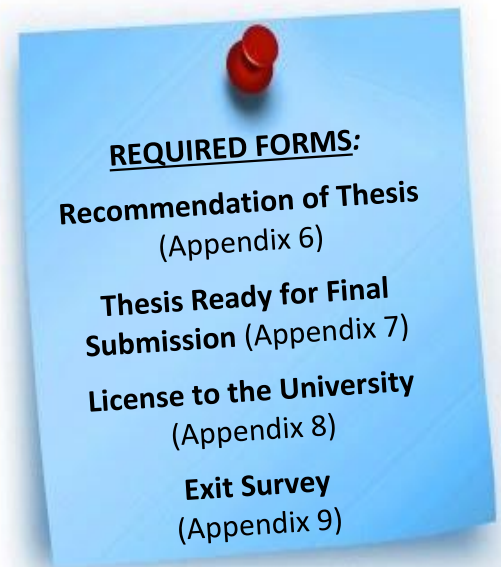 REQUIRED FORMS:
Recommendation of Thesis
(Appendix 6)
Thesis Ready for Final
Submission (Appendix 7)
License to the University
(Appendix 8)
Exit Survey
(Appendix 9)